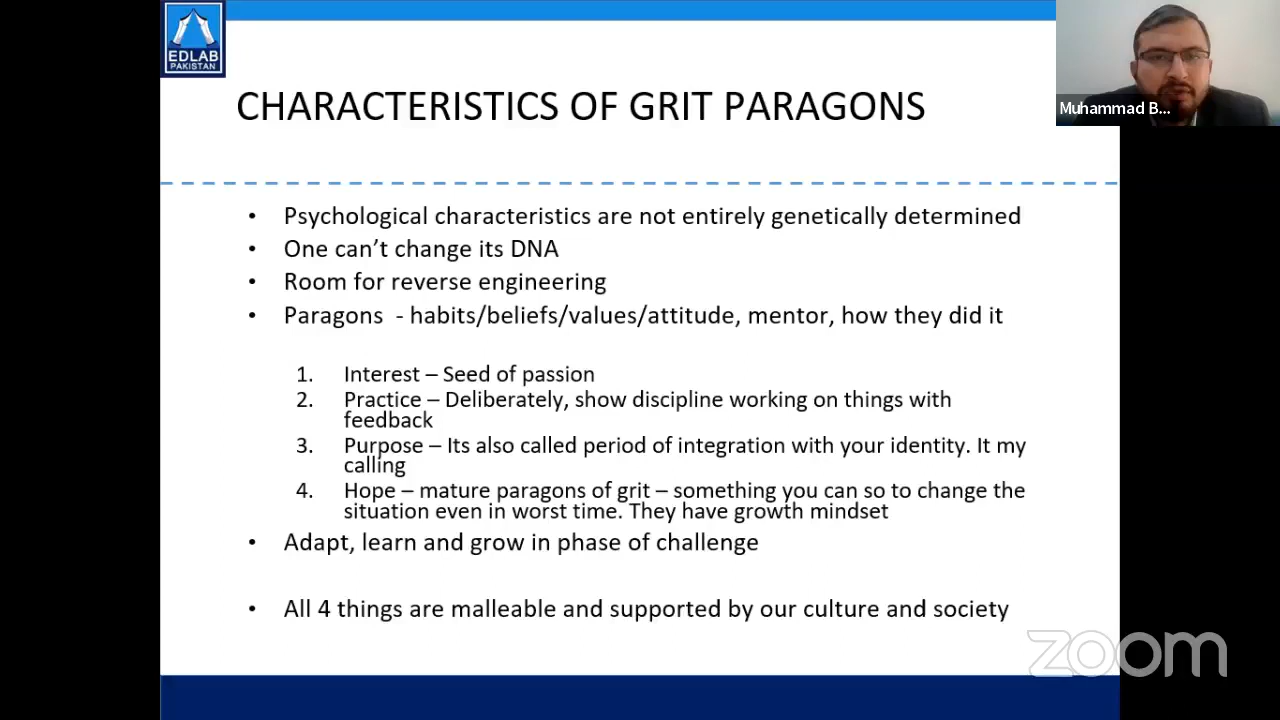 EDLAB
PAKISTAN
CHARACTERISTICS OF GRIT PARAGONS
Muhammad B...
• Psychological characteristics are not entirely genetically determined
• One can’t change its DNA
• Room for reverse engineering
• Paragons - habits/beliefs/values/attitude, mentor, how they did it
1. Interest – Seed of passion
2. Practice – Deliberately, show discipline working on things with
feedback
3. Purpose – Its also called period of integration with your identity. It my
calling
4. Hope – mature paragons of grit – something you can so to change the
situation even in worst time. They have growth mindset
• Adapt, learn and grow in phase of challenge
• All 4 things are malleable and supported by our culture and society
zoom